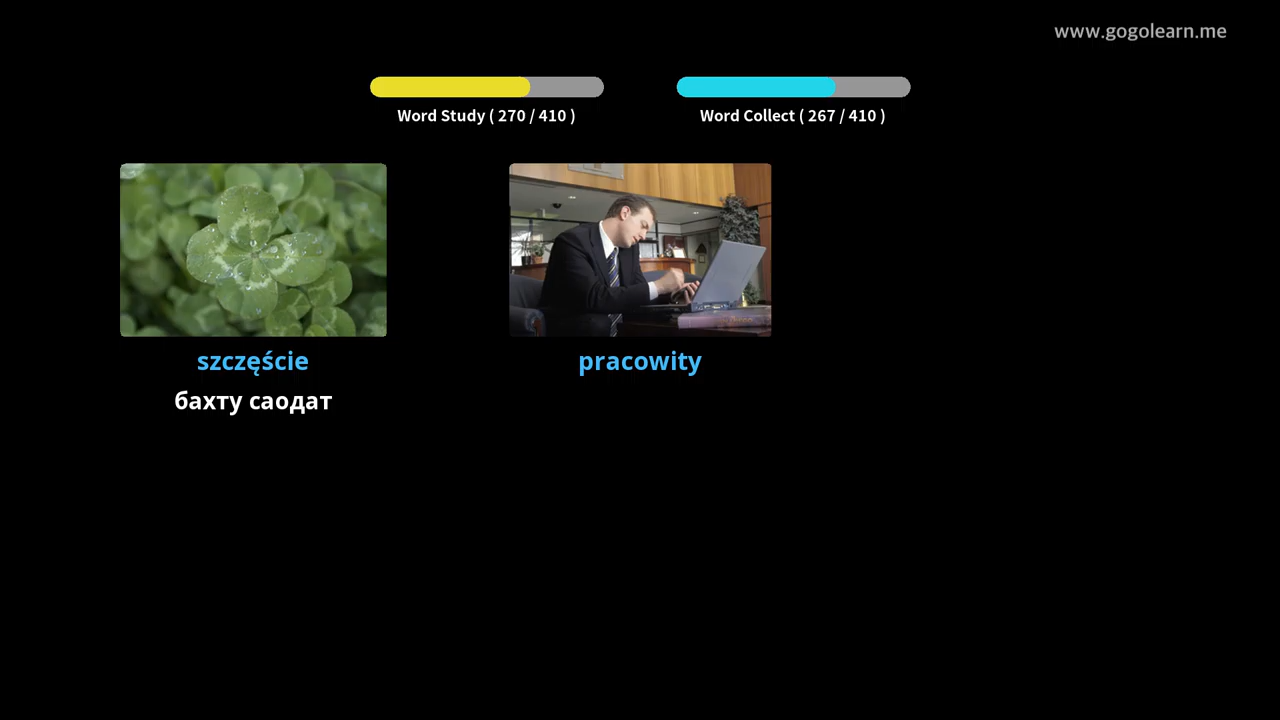 www.gogolearn.me
Word Study ( 270 / 410 )
Word Collect ( 267 / 410 )
szczęście
pracowity
бахту саодат